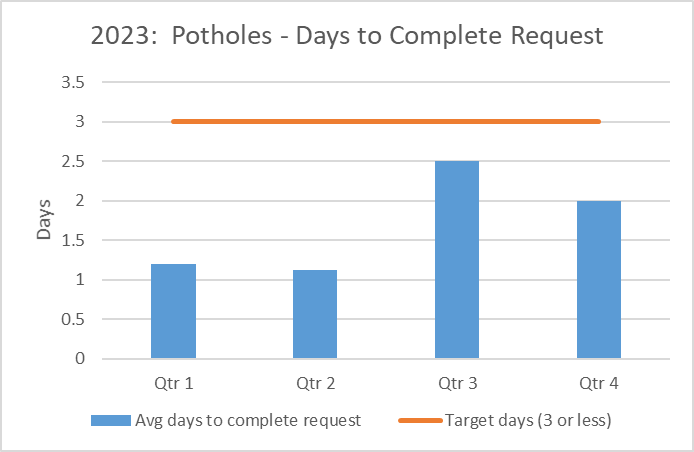 2023:  Potholes - Days to Complete Request
3.5
3
2.5
2
1.5
1
0.5
0
Days
Qtr 1 Qtr 2 Qtr 3 Qtr 4
Avg days to complete request Target days (3 or less)